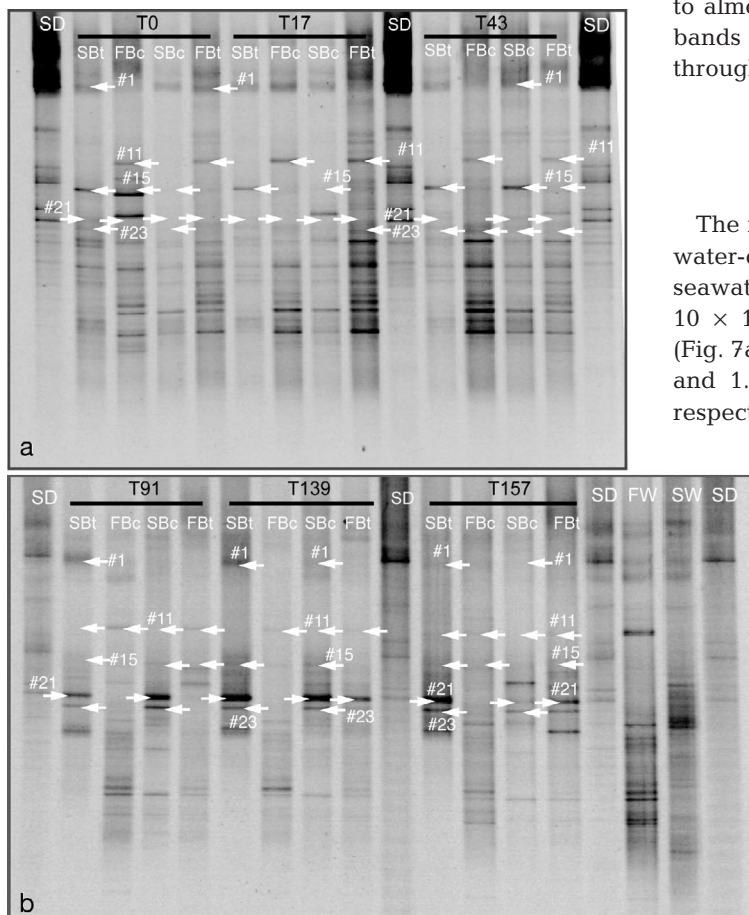 SD T0 T17 SD T43 SD
SBt FBc SBc FBt SBt FBc SBc FBt SBt FBc SBc FBt
#1 #1 #1
#11 #11 #11
#15 #15 #15
#21 #21
#23 #23
a
to almo
bands
through
The
water-c
seawat
10 × 1
(Fig. 7a
and 1.
respect
SD T91 T139 SD T157 SD FW SW SD
SBt FBc SBc FBt SBt FBc SBc FBt SBt FBc SBc FBt
#1 #1 #1 #1 #1
#11 #11 #11
#15 #15 #15
#21 #21 #21
#23 #23 #23
b